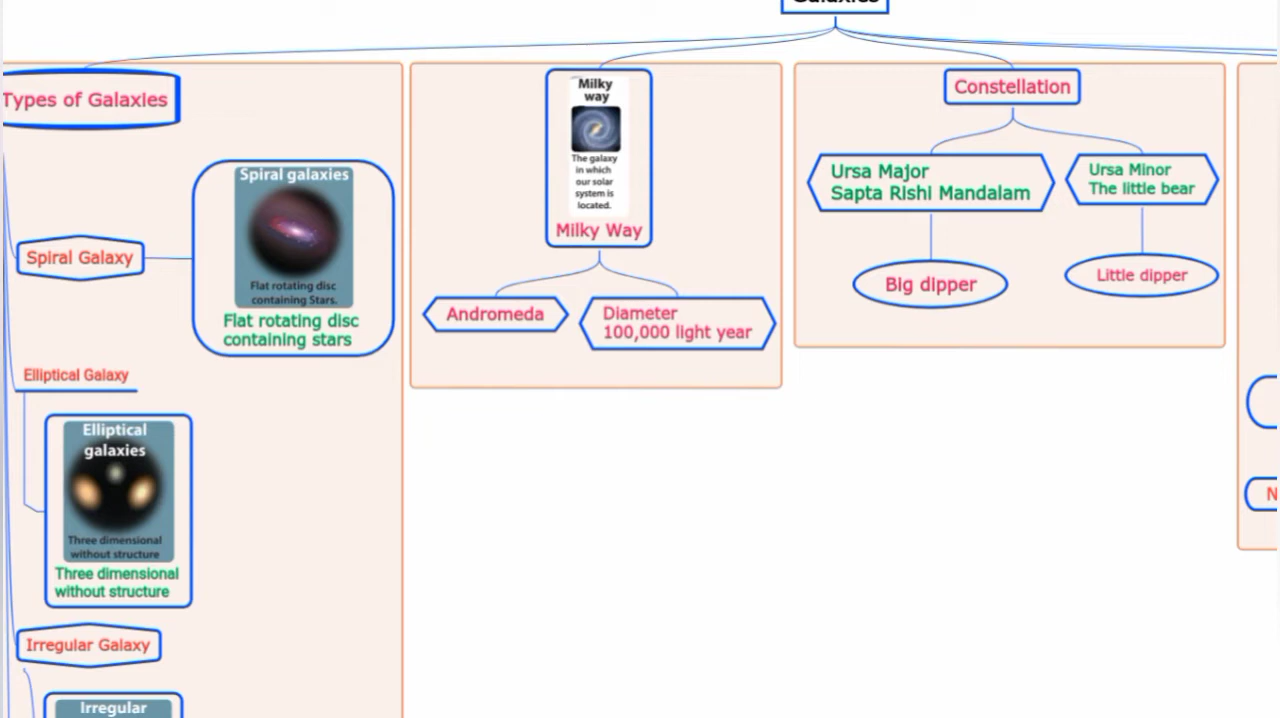 Galaxies
Types of Galaxies
Spiral Galaxy
Spiral galaxies
Flat rotating disc
containing Stars.
Flat rotating disc
containing stars
Elliptical Galaxy
Elliptical
galaxies
Three dimensional
without structure
Three dimensional
without structure
Irregular Galaxy
Irregular
Milky
way
The galaxy
in which
our solar
system is
located.
Milky Way
Andromeda
Diameter
100,000 light year
Constellation
Ursa Major
Sapta Rishi Mandalam
Big dipper
Ursa Minor
The little bear
Little dipper
N